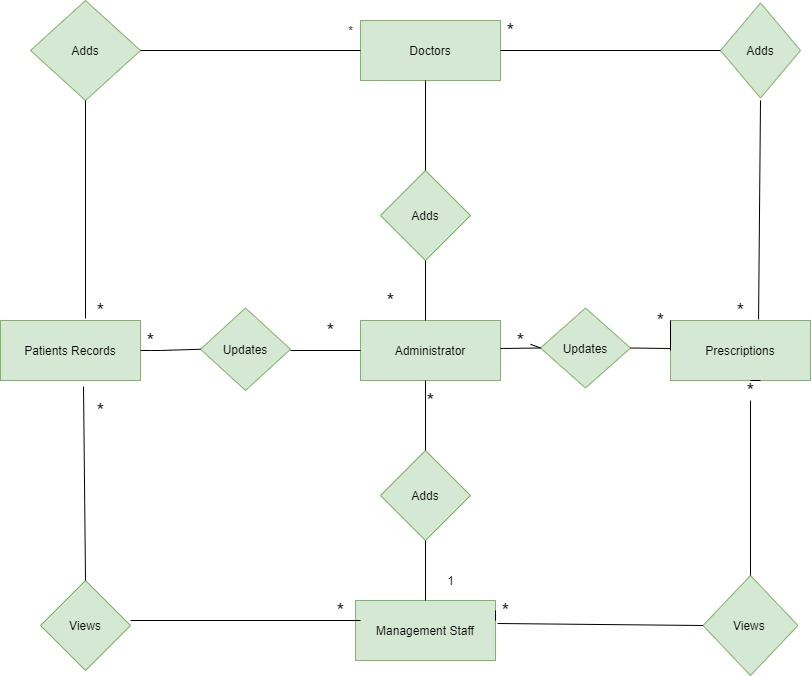 Adds
*
Doctors
*
Adds
Adds
*
*
*
Patients Records
*
Updates
*
Administrator
*
Updates
*
Prescriptions
*
*
*
Adds
1
Views
*
Management Staff
*
Views